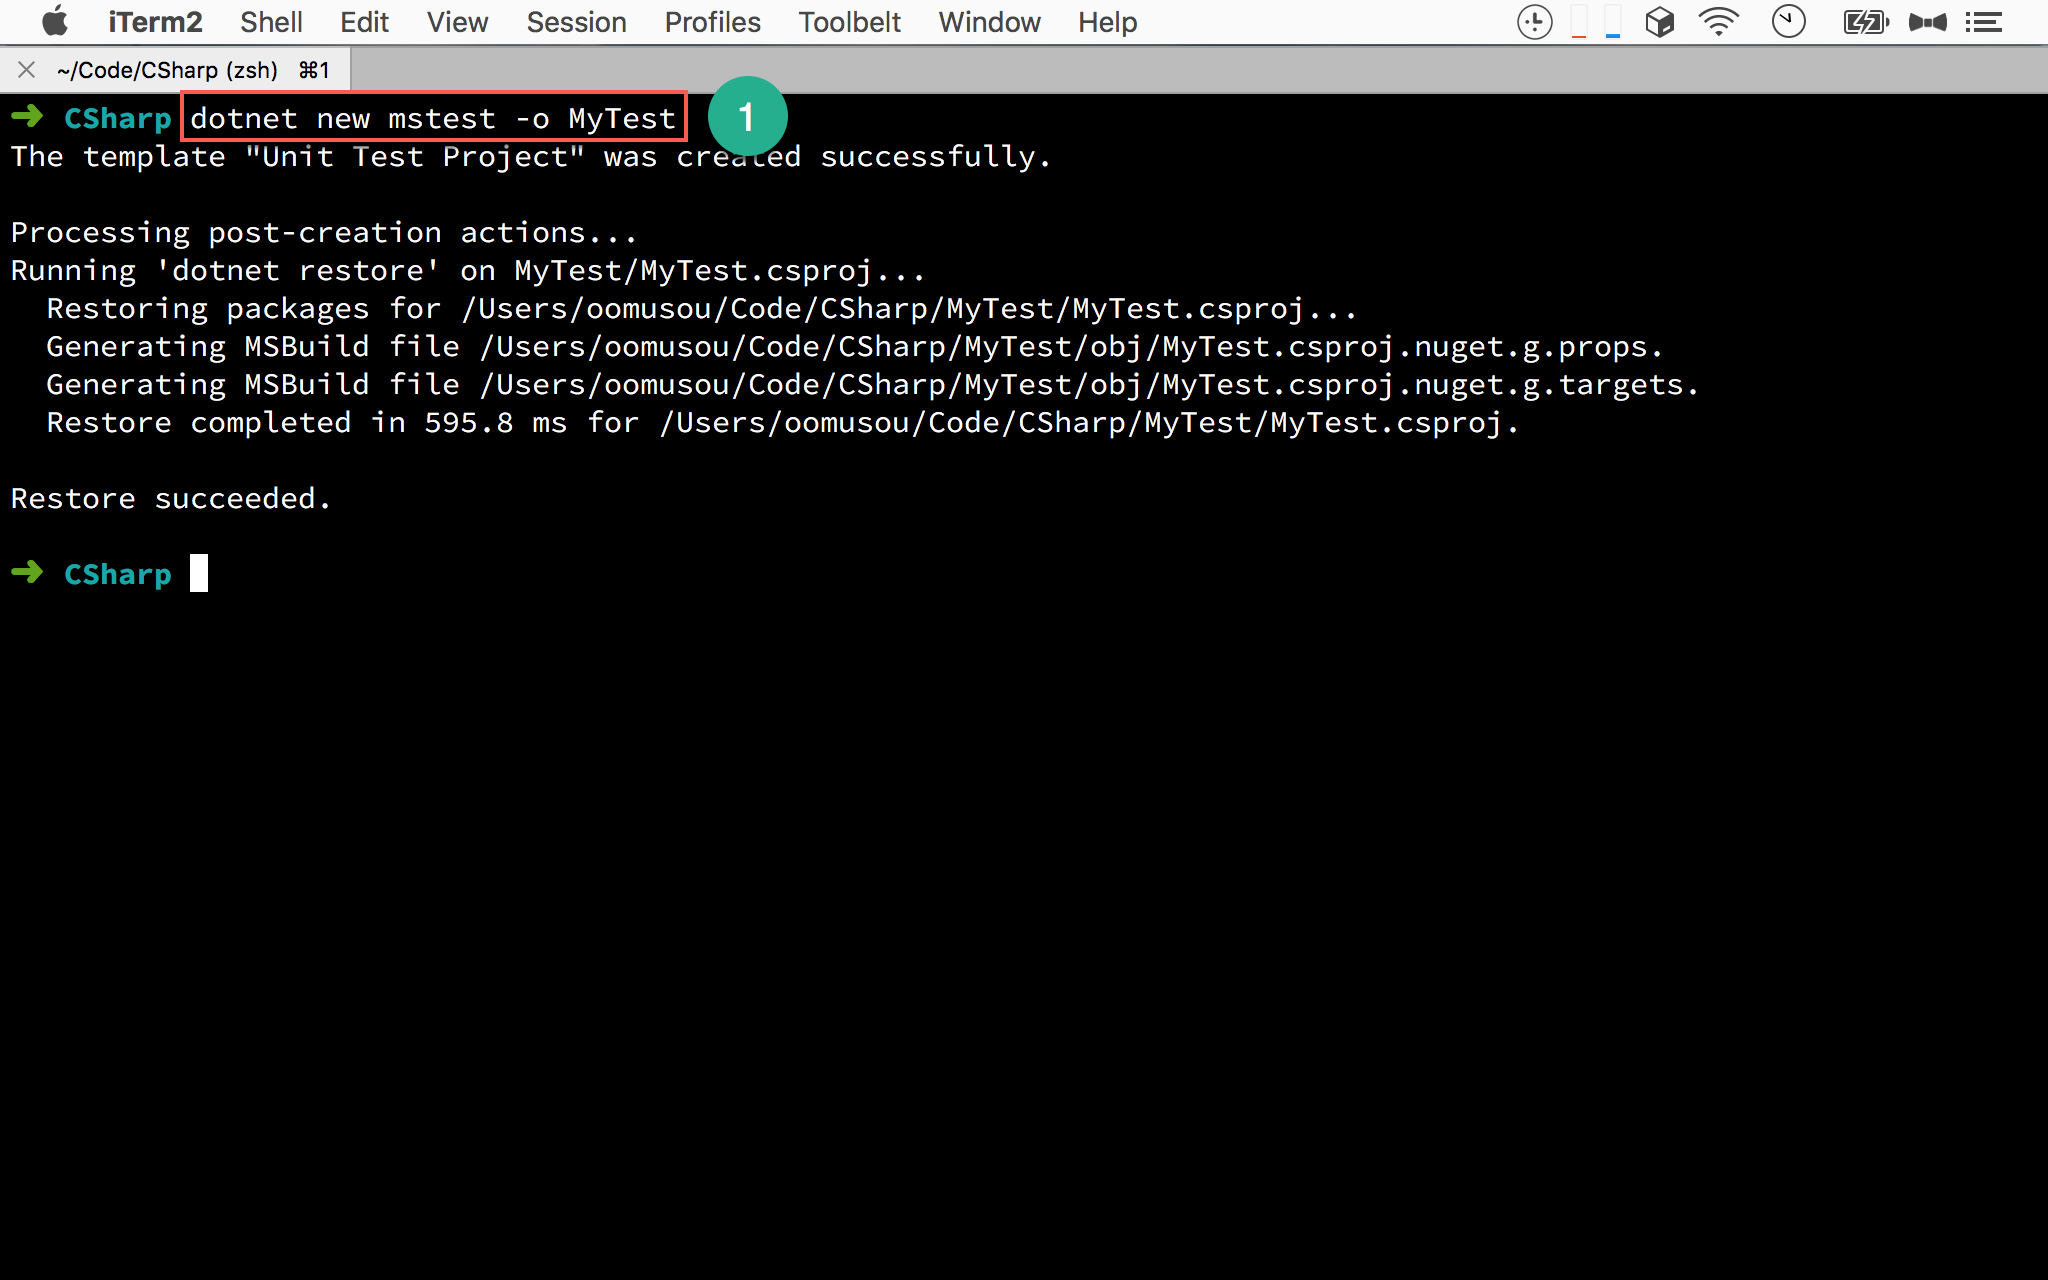 iTerm2 Shell Edit View Session Profiles Toolbelt Window Help
~/Code/CSharp (zsh) ⌘1
➜ CSharp dotnet new mstest -o MyTest 1
The template "Unit Test Project" was created successfully.
Processing post-creation actions...
Running 'dotnet restore' on MyTest/MyTest.csproj...
Restoring packages for /Users/oomusou/Code/CSharp/MyTest/MyTest.csproj...
Generating MSBuild file /Users/oomusou/Code/CSharp/MyTest/obj/MyTest.csproj.nuget.g.props.
Generating MSBuild file /Users/oomusou/Code/CSharp/MyTest/obj/MyTest.csproj.nuget.g.targets.
Restore completed in 595.8 ms for /Users/oomusou/Code/CSharp/MyTest/MyTest.csproj.
Restore succeeded.
➜ CSharp